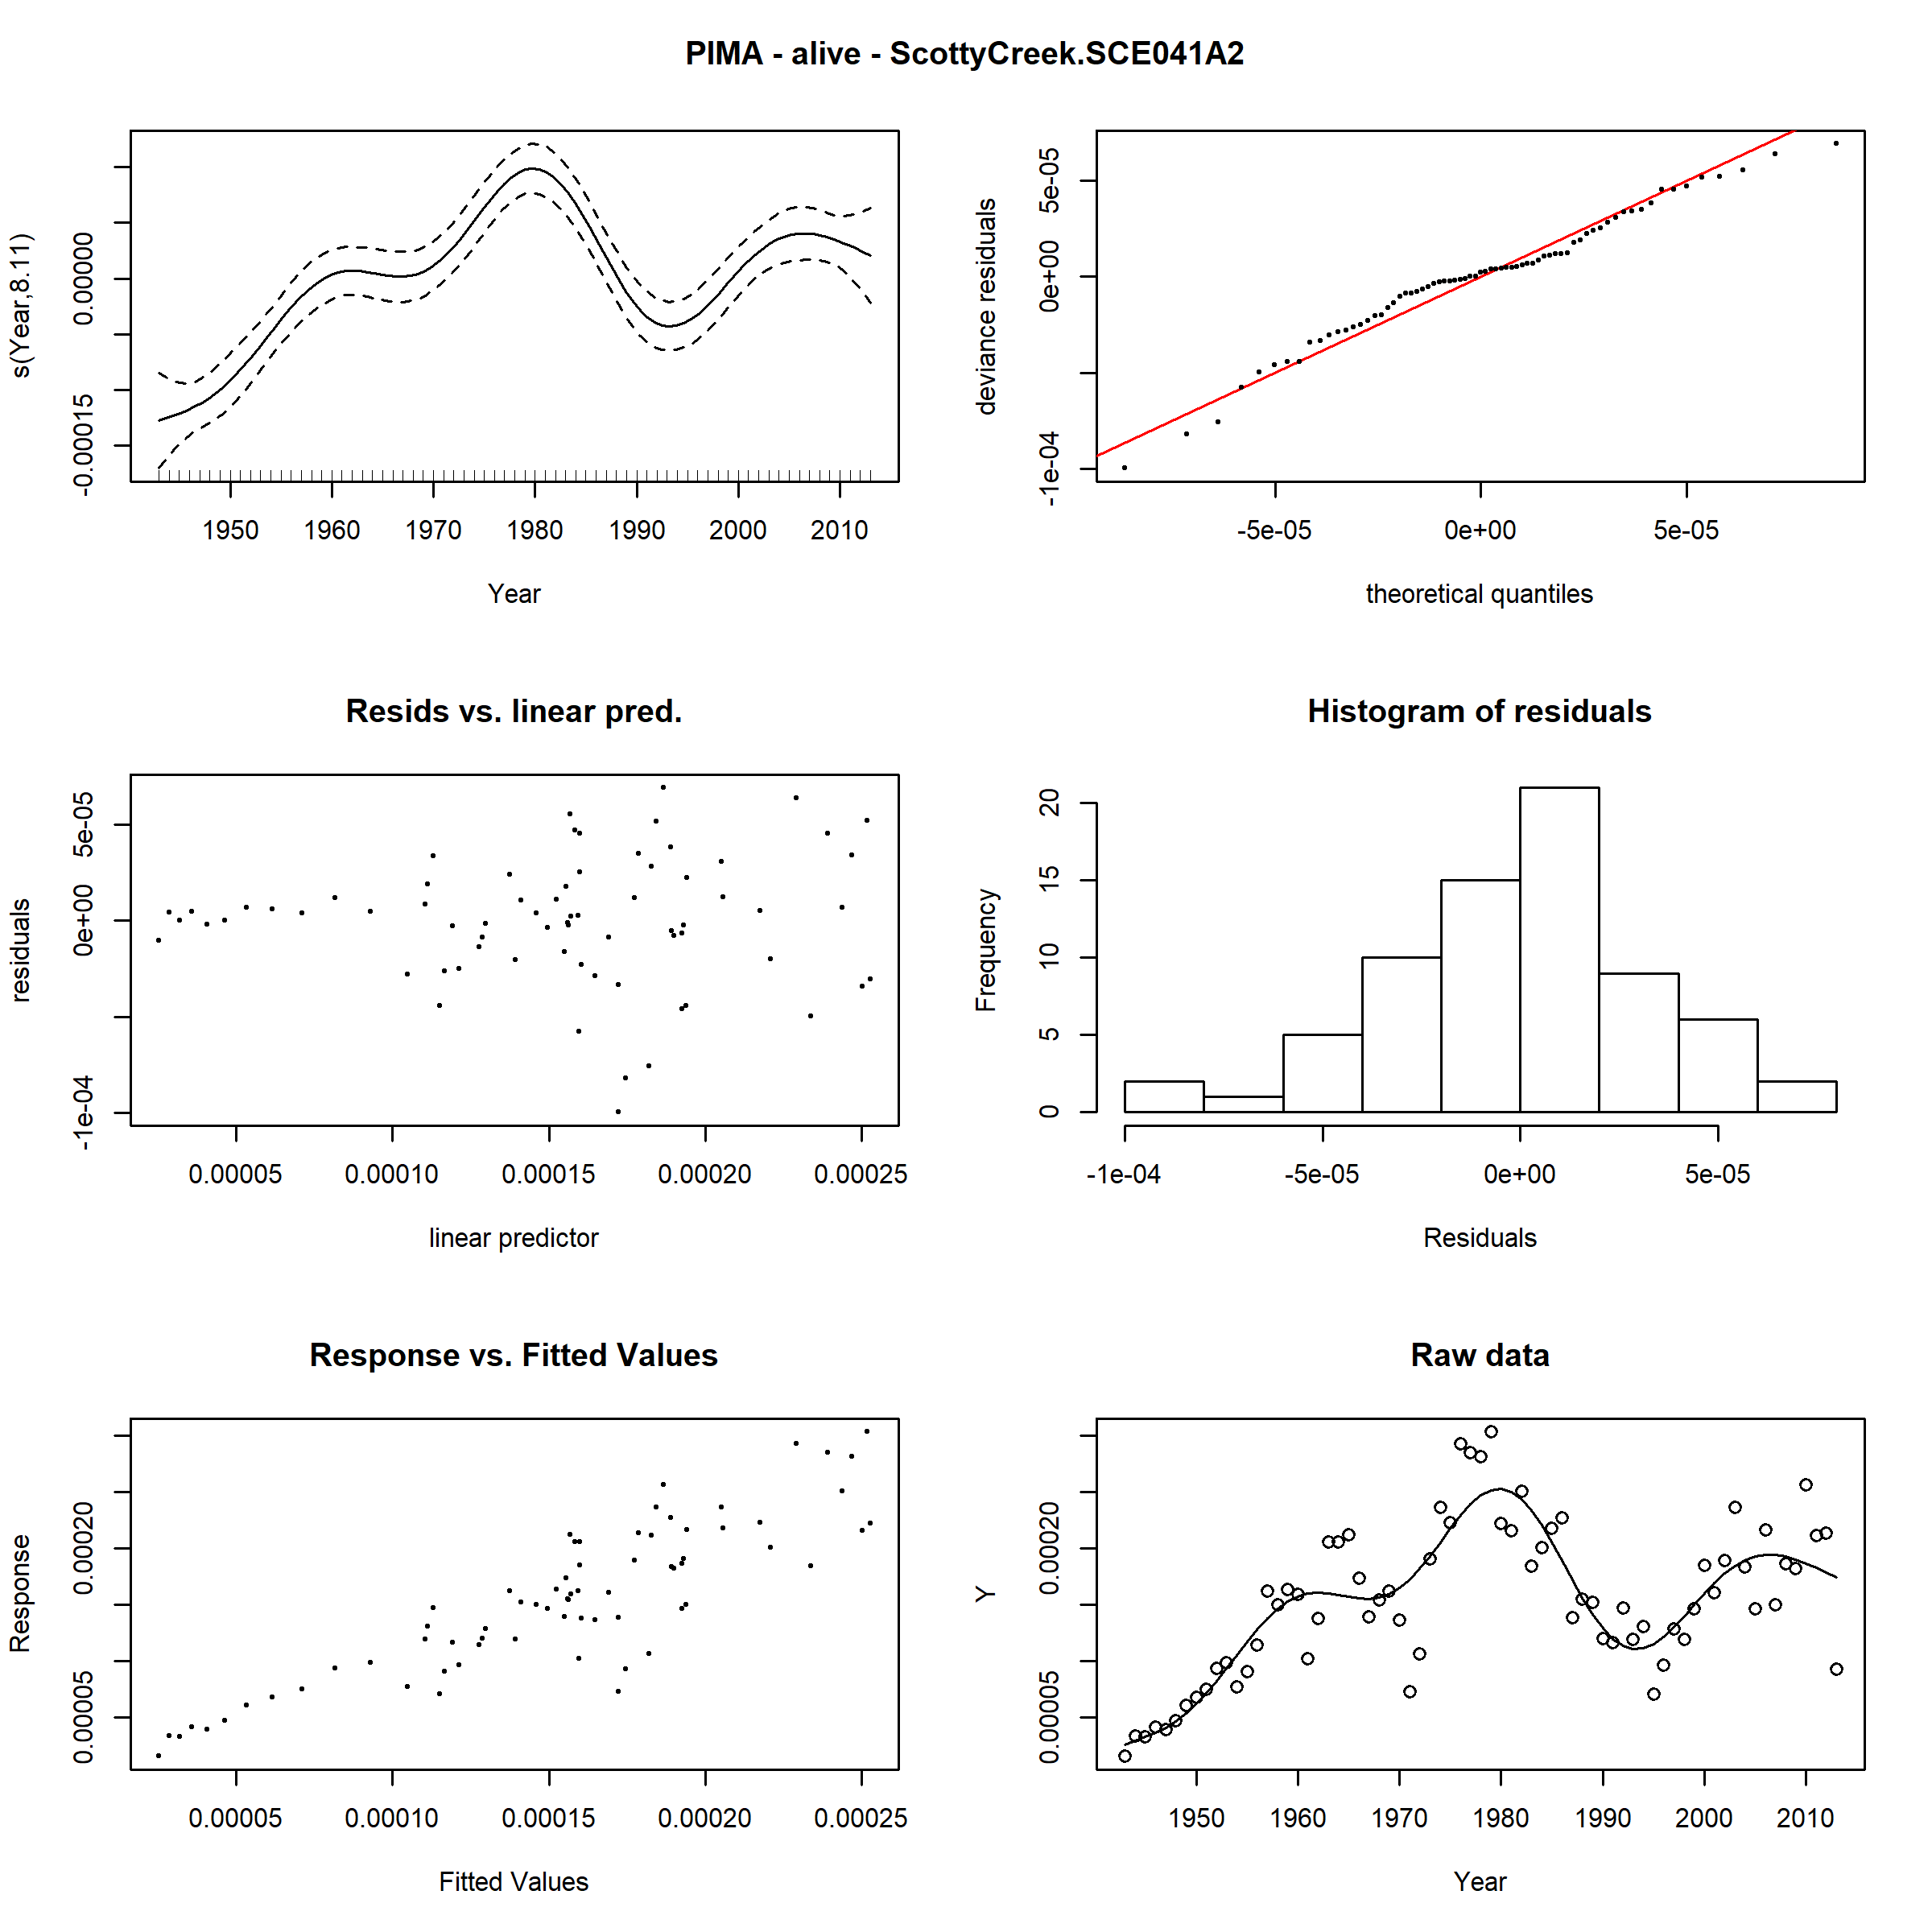 PIMA - alive - ScottyCreek.SCE041A2
s(Year,8.11)
-0.00015 0.00000
1950 1960 1970 1980 1990 2000 2010
Year
deviance residuals
-1e-04 0e+00 5e-05
-5e-05 0e+00 5e-05
theoretical quantiles
Resids vs. linear pred.
residuals
-1e-04 0e+00 5e-05
0.00005 0.00010 0.00015 0.00020 0.00025
linear predictor
Histogram of residuals
Frequency
0 5 10 15 20
-1e-04 -5e-05 0e+00 5e-05
Residuals
Response vs. Fitted Values
Response
0.00005 0.00020
0.00005 0.00010 0.00015 0.00020 0.00025
Fitted Values
Raw data
Y
0.00005 0.00020
1950 1960 1970 1980 1990 2000 2010
Year